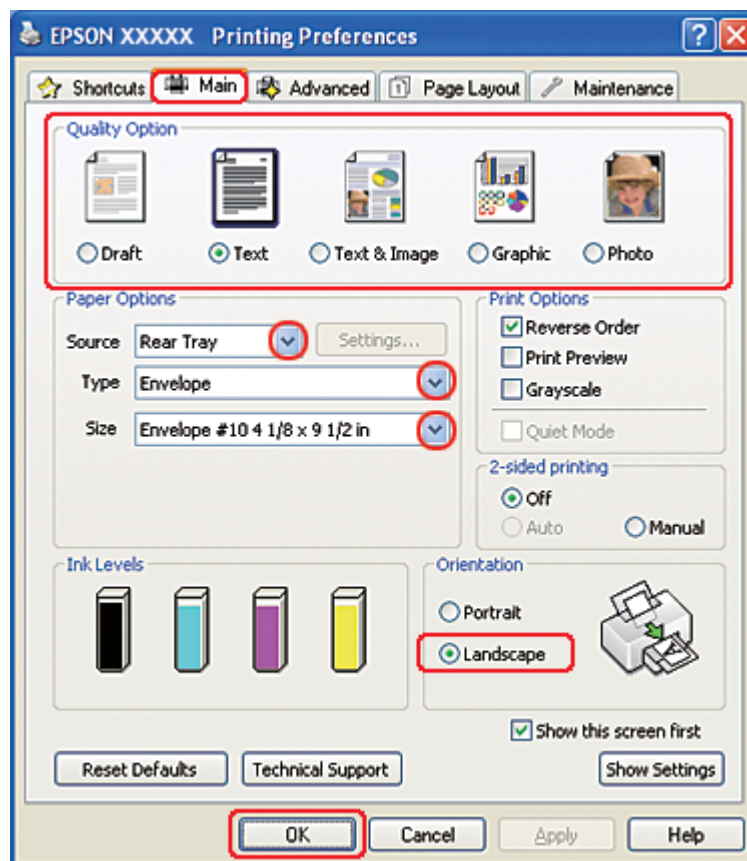 EPSON XXXXX Printing Preferences
Shortcuts Main Advanced Page Layout Maintenance
Quality Option
Draft Text Text & Image Graphic Photo
Paper Options
Source Rear Tray Settings...
Type Envelope
Size Envelope #10 4 1/8 x 9 1/2 in
Print Options
Reverse Order
Print Preview
Grayscale
Quiet Mode
2-sided printing
Off
Auto Manual
Ink Levels
Orientation
Portrait
Landscape
Show this screen first
Reset Defaults Technical Support Show Settings
OK Cancel Apply Help